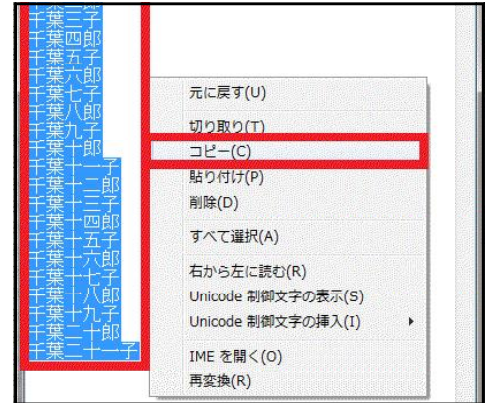 千葉三子
千葉四郎
千葉五子
千葉六郎
千葉七子
千葉八郎
千葉九子
千葉十郎
千葉十一子
千葉十二郎
千葉十三子
千葉十四郎
千葉十五子
千葉十六郎
千葉十七子
千葉十八郎
千葉十九子
千葉二十郎
千葉二十一子
元に戻す(U)
切り取り(T)
コピー(C)
貼り付け(P)
削除(D)
すべて選択(A)
右から左に読む(R)
Unicode 制御文字の表示(S)
Unicode 制御文字の挿入(I)
IME を開く(O)
再変換(R)